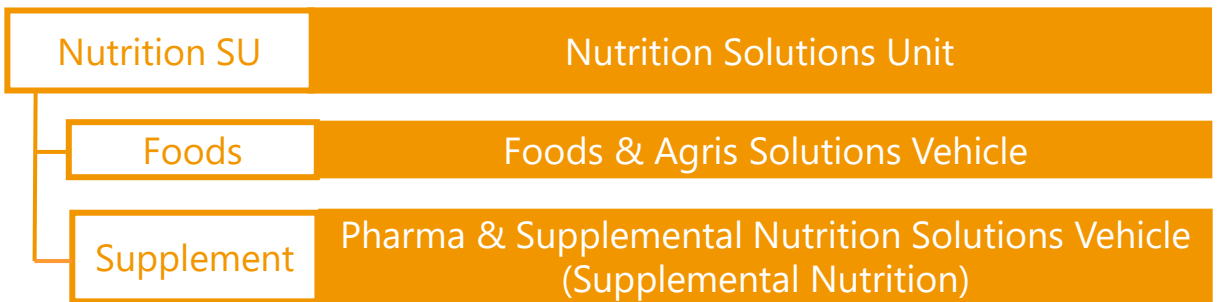 Nutrition SU
Nutrition Solutions Unit
Foods
Foods & Agris Solutions Vehicle
Supplement
Pharma & Supplemental Nutrition Solutions Vehicle
(Supplemental Nutrition)